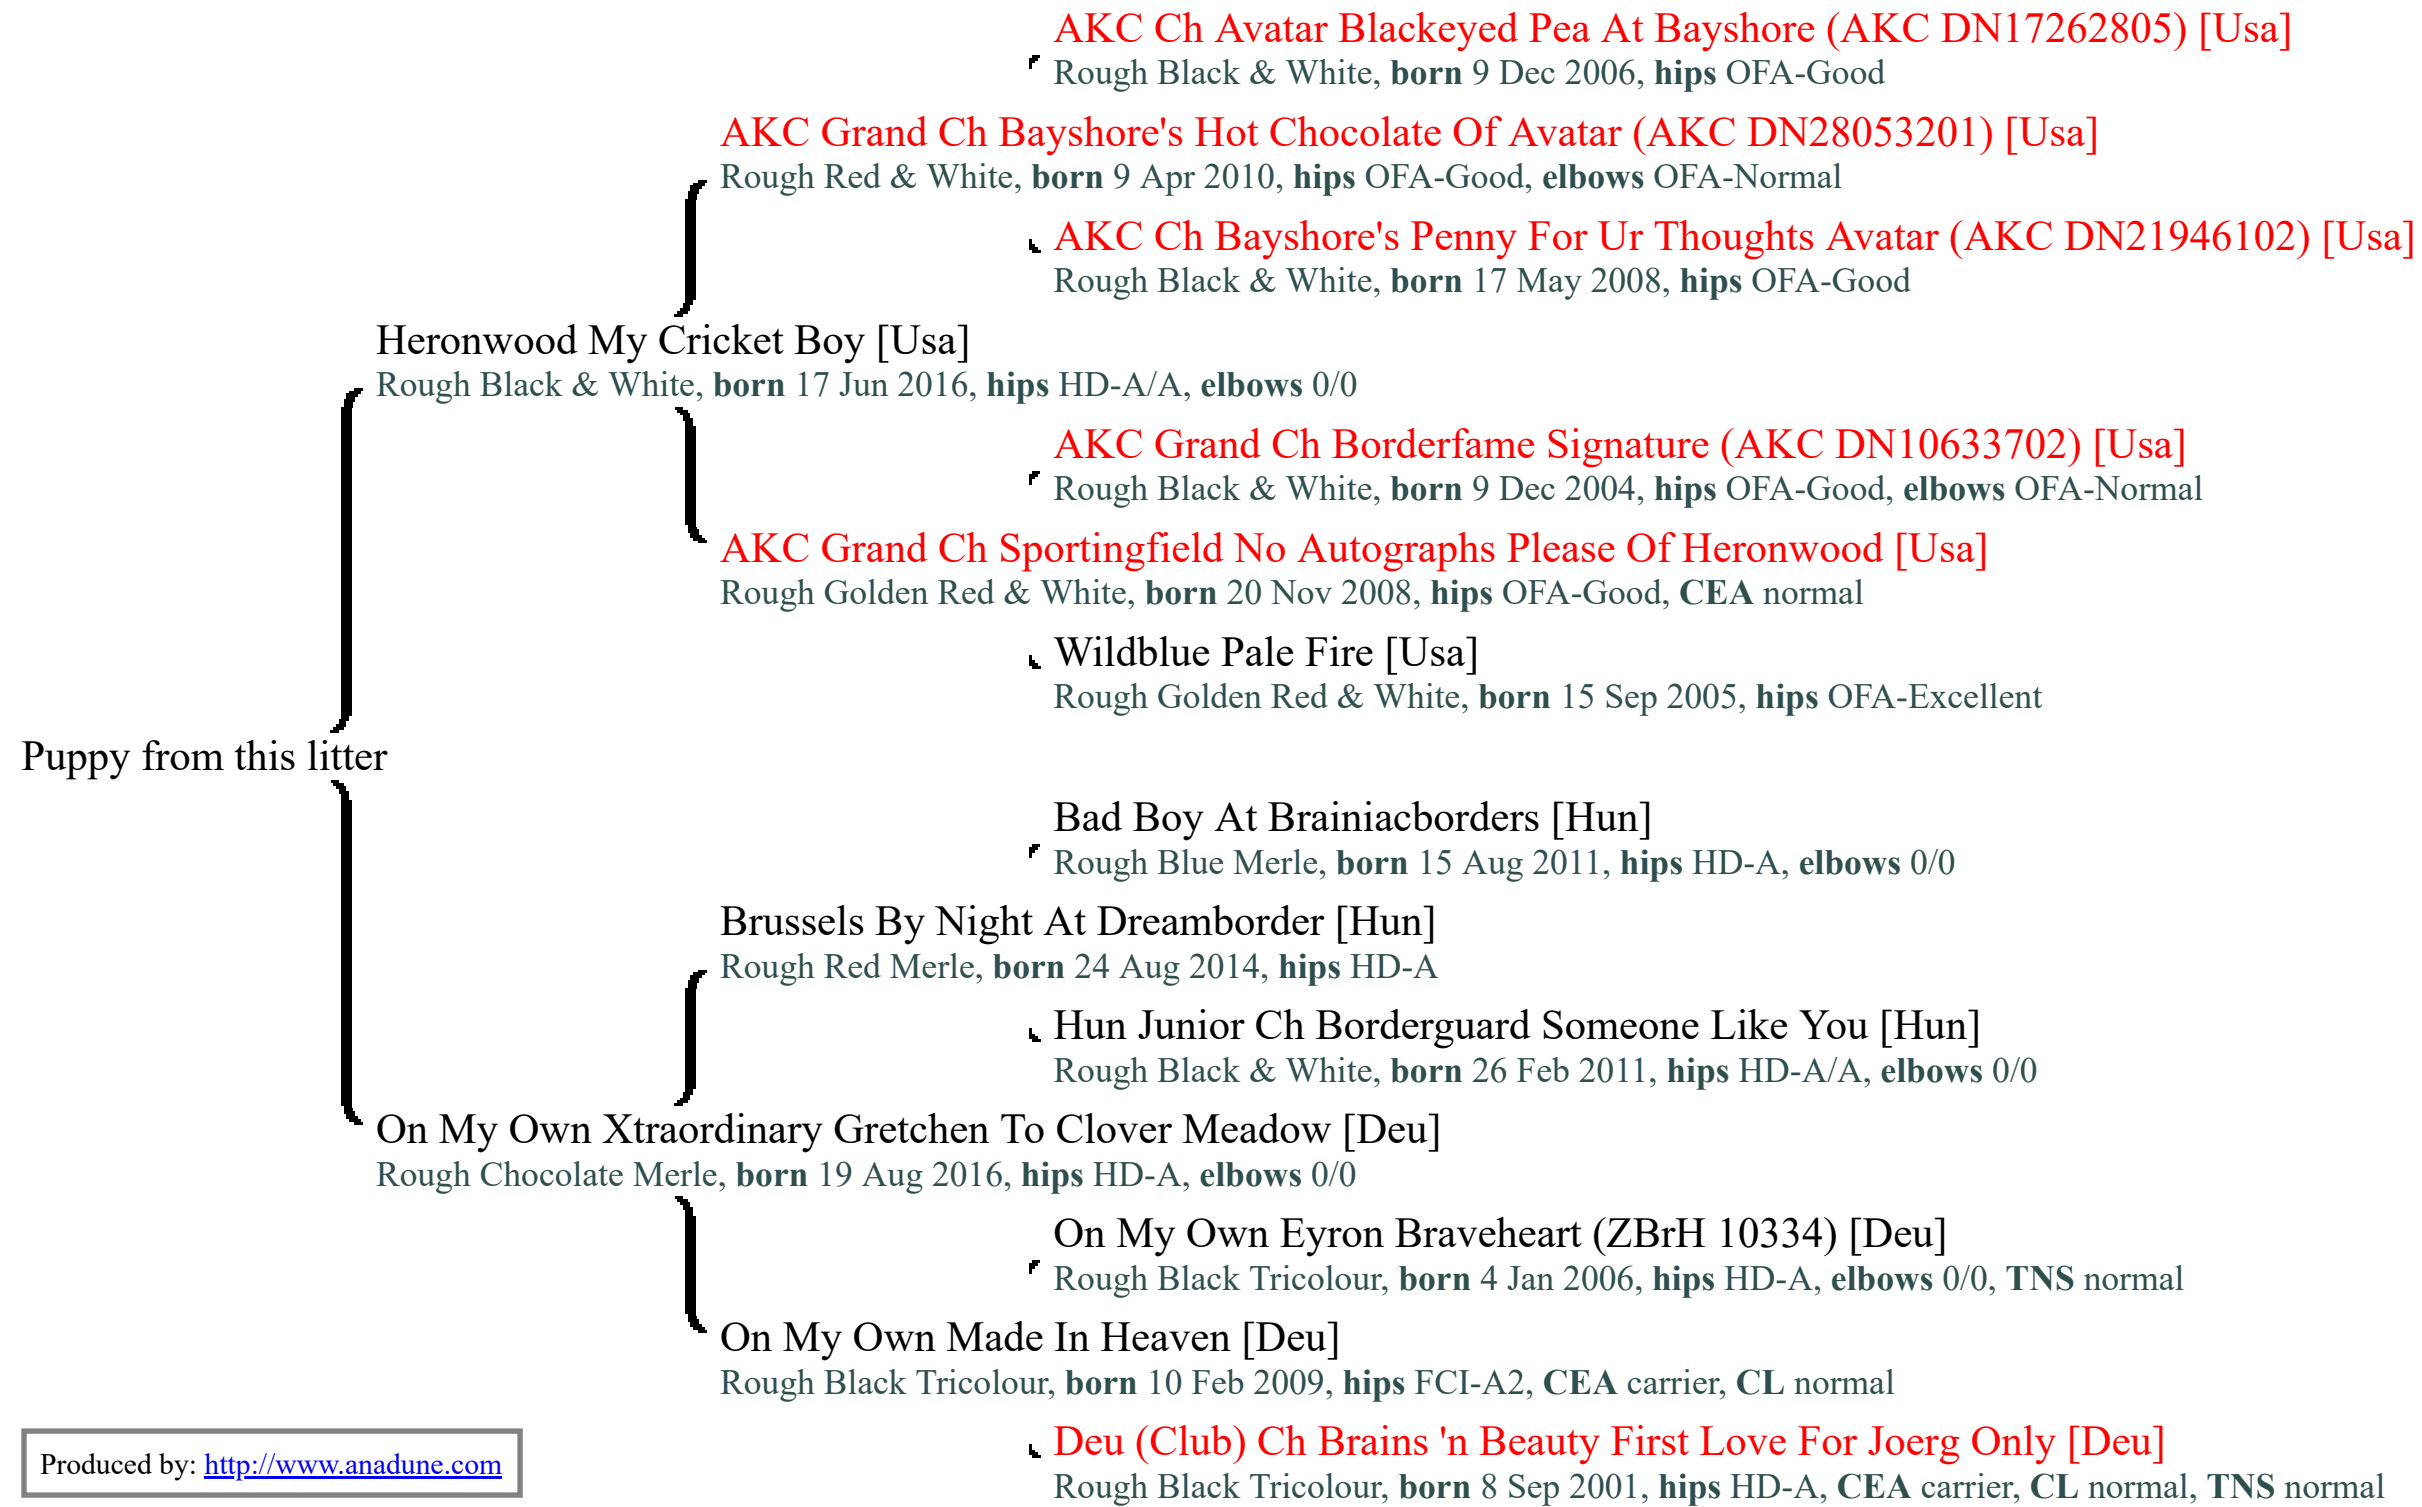 AKC Ch Avatar Blackeyed Pea At Bayshore (AKC DN17262805) [Usa]
Rough Black & White, born 9 Dec 2006, hips OFA-Good
AKC Grand Ch Bayshore's Hot Chocolate Of Avatar (AKC DN28053201) [Usa]
Rough Red & White, born 9 Apr 2010, hips OFA-Good, elbows OFA-Normal
AKC Ch Bayshore's Penny For Ur Thoughts Avatar (AKC DN21946102) [Usa]
Rough Black & White, born 17 May 2008, hips OFA-Good
Heronwood My Cricket Boy [Usa]
Rough Black & White, born 17 Jun 2016, hips HD-A/A, elbows 0/0
AKC Grand Ch Borderfame Signature (AKC DN10633702) [Usa]
Rough Black & White, born 9 Dec 2004, hips OFA-Good, elbows OFA-Normal
AKC Grand Ch Sportingfield No Autographs Please Of Heronwood [Usa]
Rough Golden Red & White, born 20 Nov 2008, hips OFA-Good, CEA normal
Wildblue Pale Fire [Usa]
Rough Golden Red & White, born 15 Sep 2005, hips OFA-Excellent
Puppy from this litter
Bad Boy At Brainiacborders [Hun]
Rough Blue Merle, born 15 Aug 2011, hips HD-A, elbows 0/0
Brussels By Night At Dreamborder [Hun]
Rough Red Merle, born 24 Aug 2014, hips HD-A
Hun Junior Ch Borderguard Someone Like You [Hun]
Rough Black & White, born 26 Feb 2011, hips HD-A/A, elbows 0/0
On My Own Xtraordinary Gretchen To Clover Meadow [Deu]
Rough Chocolate Merle, born 19 Aug 2016, hips HD-A, elbows 0/0
On My Own Eyron Braveheart (ZBrH 10334) [Deu]
Rough Black Tricolour, born 4 Jan 2006, hips HD-A, elbows 0/0, TNS normal
On My Own Made In Heaven [Deu]
Rough Black Tricolour, born 10 Feb 2009, hips FCI-A2, CEA carrier, CL normal
Deu (Club) Ch Brains 'n Beauty First Love For Joerg Only [Deu]
Rough Black Tricolour, born 8 Sep 2001, hips HD-A, CEA carrier, CL normal, TNS normal
Produced by: http://www.anadune.com